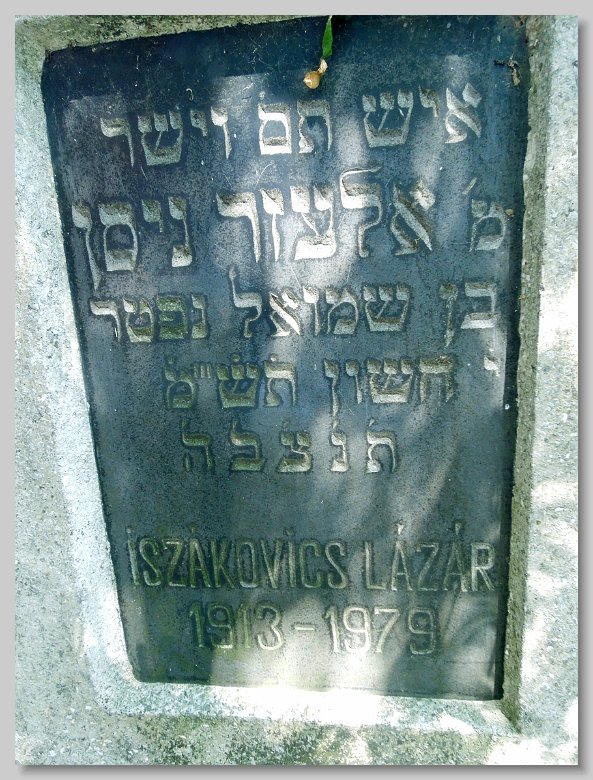 איש תם וישר
מ׳ אלעזר ניסן
בן שמואל נפטר
י׳ חשון תש״מ
ת נ צ ב ה
ISZÁKOVICS LÁZÁR
1913-1979